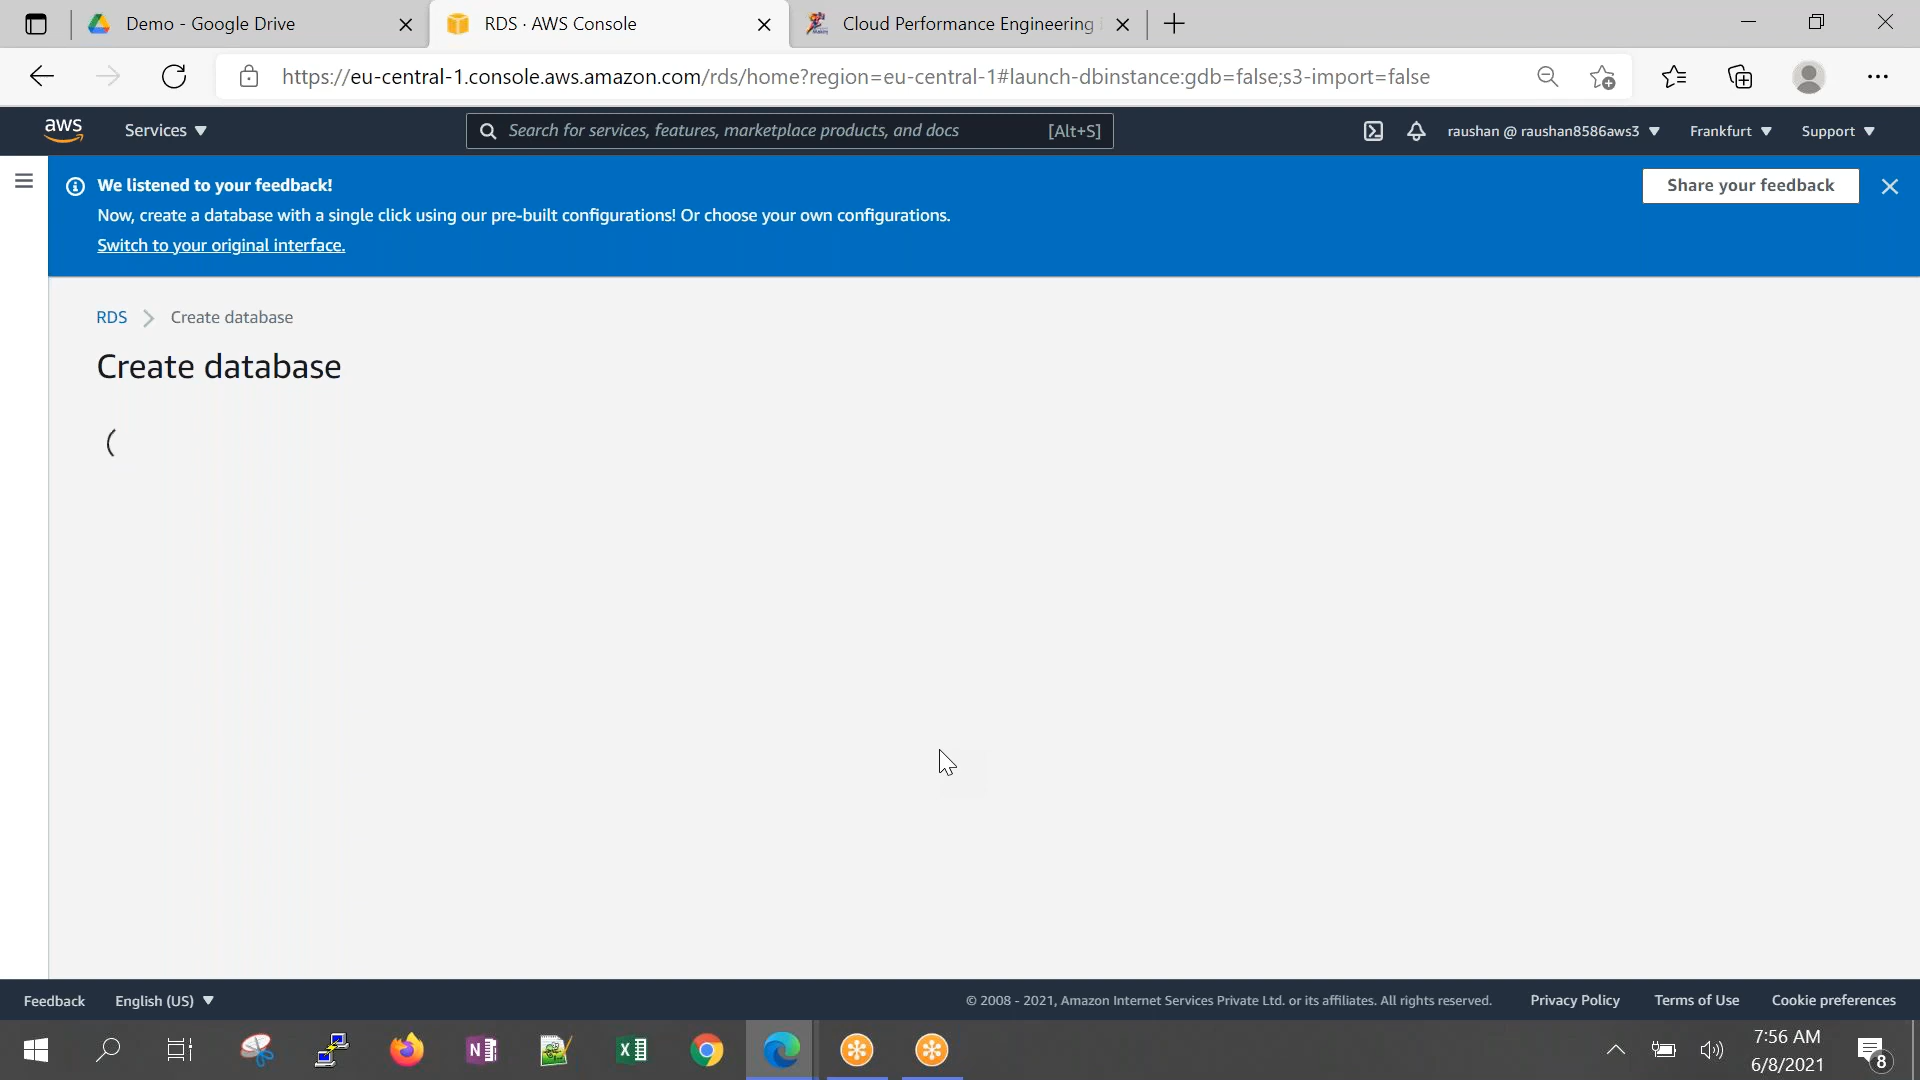 Demo - Google Drive
RDS · AWS Console
Cloud Performance Engineering
https://eu-central-1.console.aws.amazon.com/rds/home?region=eu-central-1#launch-dbinstance:gdb=false;s3-import=false
aws
Services
Search for services, features, marketplace products, and docs
[Alt+S]
raushan @ raushan8586aws3
Frankfurt
Support
We listened to your feedback!
Now, create a database with a single click using our pre-built configurations! Or choose your own configurations.
Switch to your original interface.
Share your feedback
RDS
Create database
Create database
Feedback
English (US)
© 2008 - 2021, Amazon Internet Services Private Ltd. or its affiliates. All rights reserved.
Privacy Policy
Terms of Use
Cookie preferences
7:56 AM
6/8/2021
8